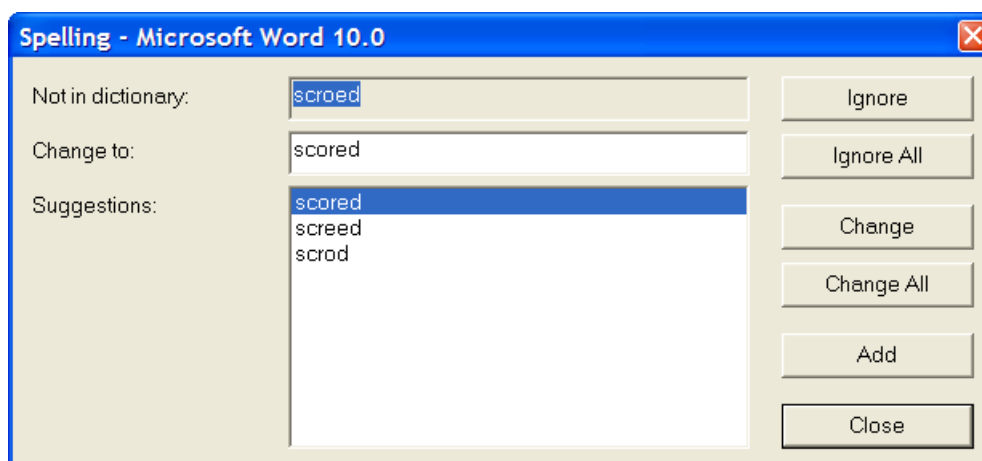 Spelling - Microsoft Word 10.0
Not in dictionary: scroed Ignore
Change to: scored Ignore All
Suggestions: scored
screed
scrod
Change
Change All
Add
Close